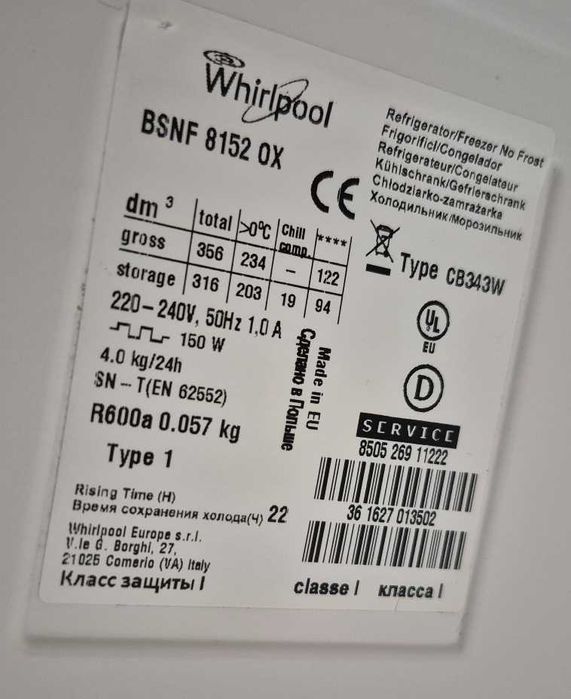 Whirlpool
BSNF 8152 OX
Refrigerator/Freezer No Frost
Frigorifici/Congelador
Refrigerateur/Congelateur
Kühlschrank/Gefrierschrank
Chłodziarko-zamrażarka
Холодильник/Морозильник
CE
dm³ total >0°C Chill comp. ****
gross 356 234 – 122
storage 316 203 19 94
Type CB343W
220-240V, 50Hz 1,0 A
150 W
4.0 kg/24h
SN-T(EN 62552)
R600a 0.057 kg
Type 1
Made in EU
Сделано в Польше
UL
EU
D
SERVICE
8505 269 11222
36 1627 013502
Rising Time (H)
Время сохранения холода(Ч) 22
Whirlpool Europe s.r.l.
V.le G. Borghi, 27,
21025 Comerio (VA) Italy
Класс защиты I
classe I класса I